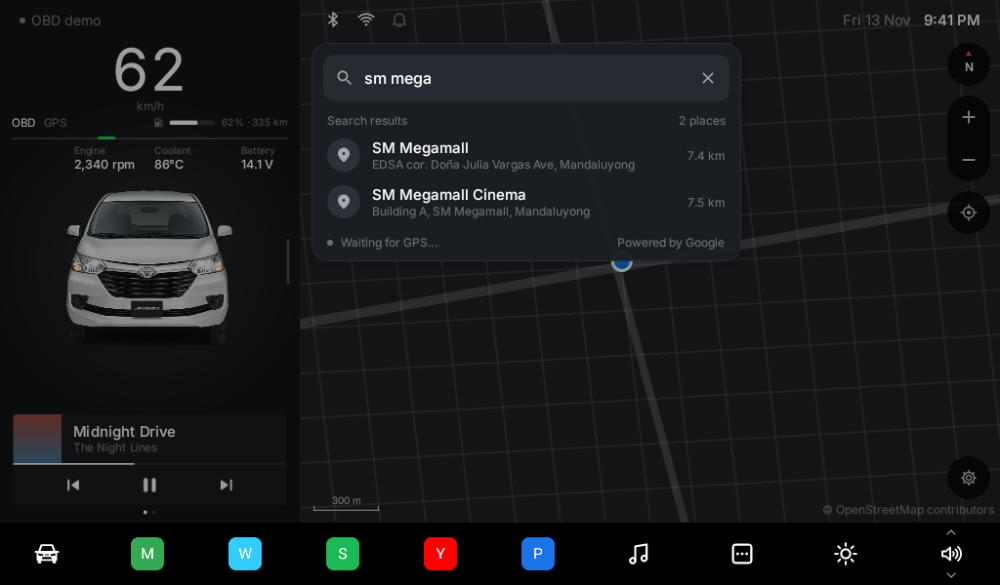 OBD demo
Fri 13 Nov 9:41 PM
62
km/h
OBD GPS
62% · 335 km
Engine
2,340 rpm
Coolant
86°C
Battery
14.1 V
Midnight Drive
The Night Lines
sm mega
Search results
2 places
SM Megamall
EDSA cor. Doña Julia Vargas Ave, Mandaluyong
7.4 km
SM Megamall Cinema
Building A, SM Megamall, Mandaluyong
7.5 km
Waiting for GPS...
Powered by Google
N
300 m
© OpenStreetMap contributors
M
W
S
Y
P